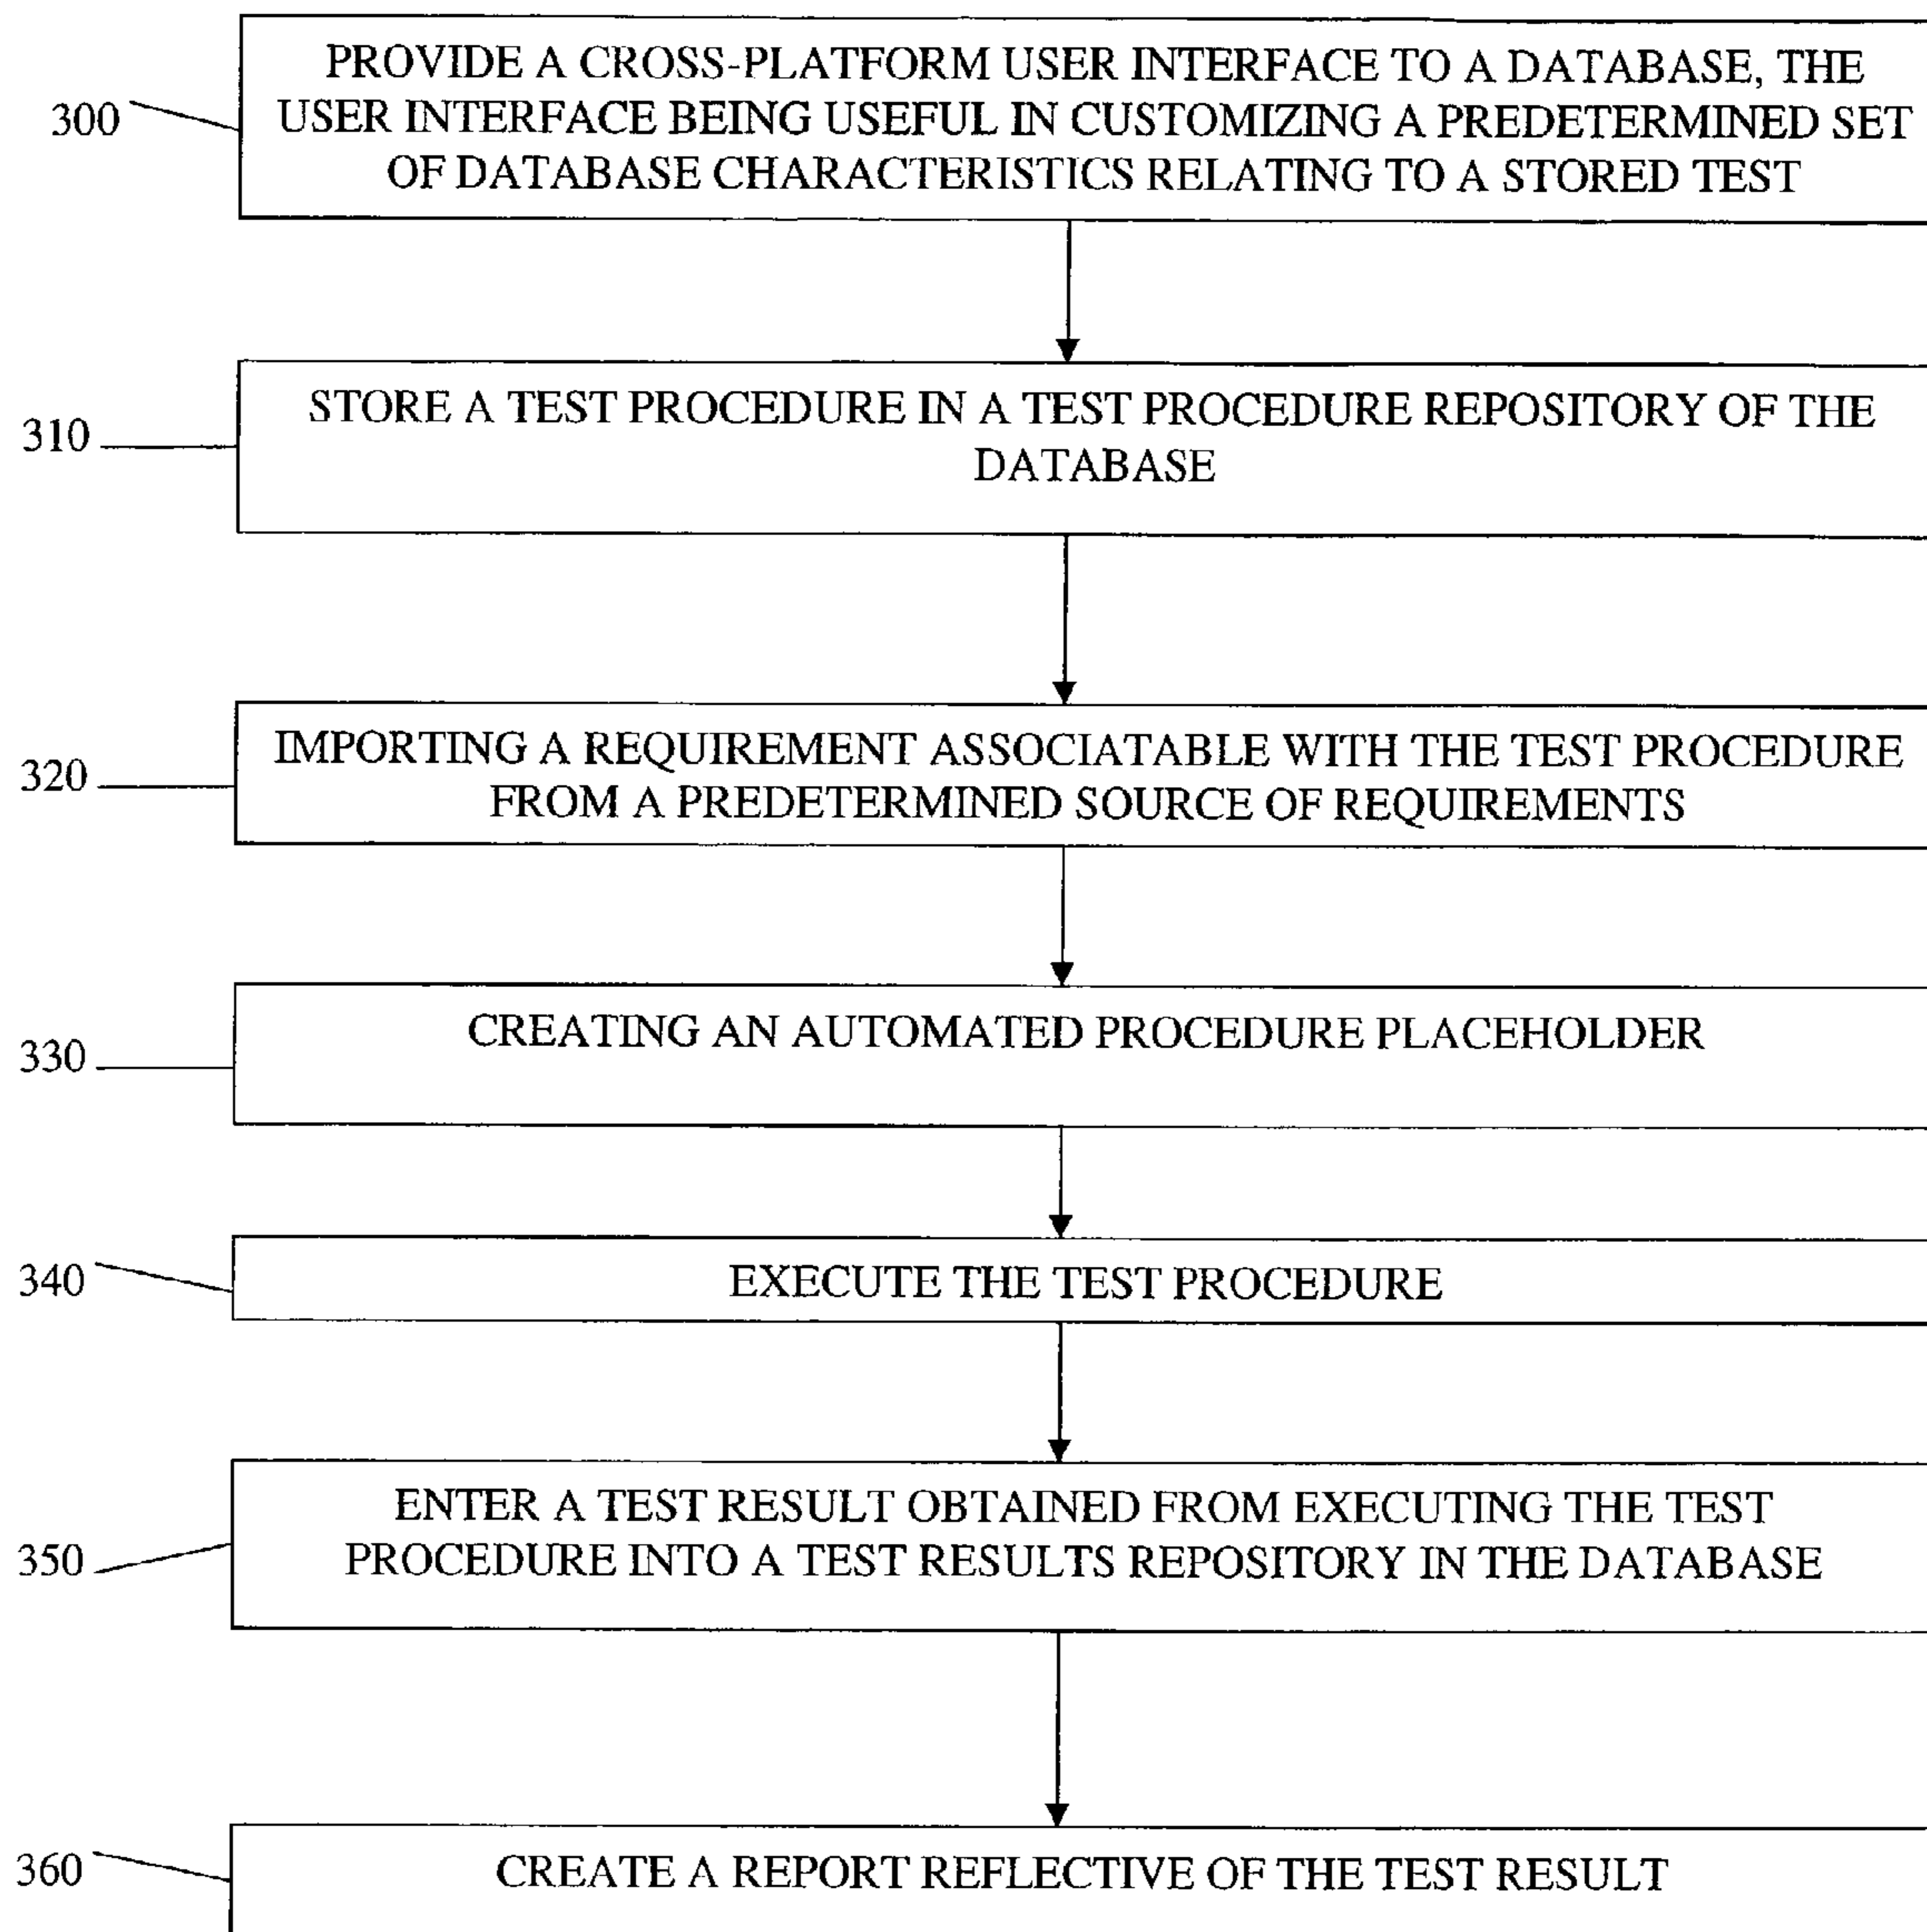 PROVIDE A CROSS-PLATFORM USER INTERFACE TO A DATABASE, THE
300
USER INTERFACE BEING USEFUL IN CUSTOMIZING A PREDETERMINED SET
OF DATABASE CHARACTERISTICS RELATING TO A STORED TEST
STORE A TEST PROCEDURE IN A TEST PROCEDURE REPOSITORY OF THE
310
DATABASE
IMPORTING A REQUIREMENT ASSOCIATABLE WITH THE TEST PROCEDURE
320
FROM A PREDETERMINED SOURCE OF REQUIREMENTS
CREATING AN AUTOMATED PROCEDURE PLACEHOLDER
330
340
EXECUTE THE TEST PROCEDURE
ENTER A TEST RESULT OBTAINED FROM EXECUTING THE TEST
350
PROCEDURE INTO A TEST RESULTS REPOSITORY IN THE DATABASE
360
CREATE A REPORT REFLECTIVE OF THE TEST RESULT